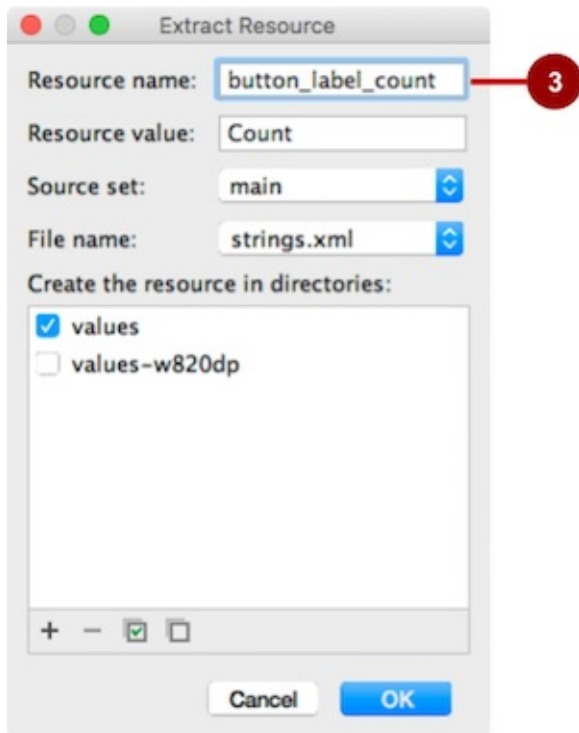 Extract Resource
Resource name: button_label_count
3
Resource value: Count
Source set: main
File name: strings.xml
Create the resource in directories:
values
values-w820dp
Cancel OK